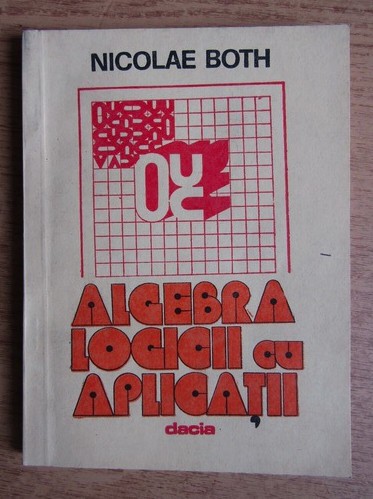 NICOLAE BOTH
ALGEBRA
LOGICII cu
APLICAȚII
dacia